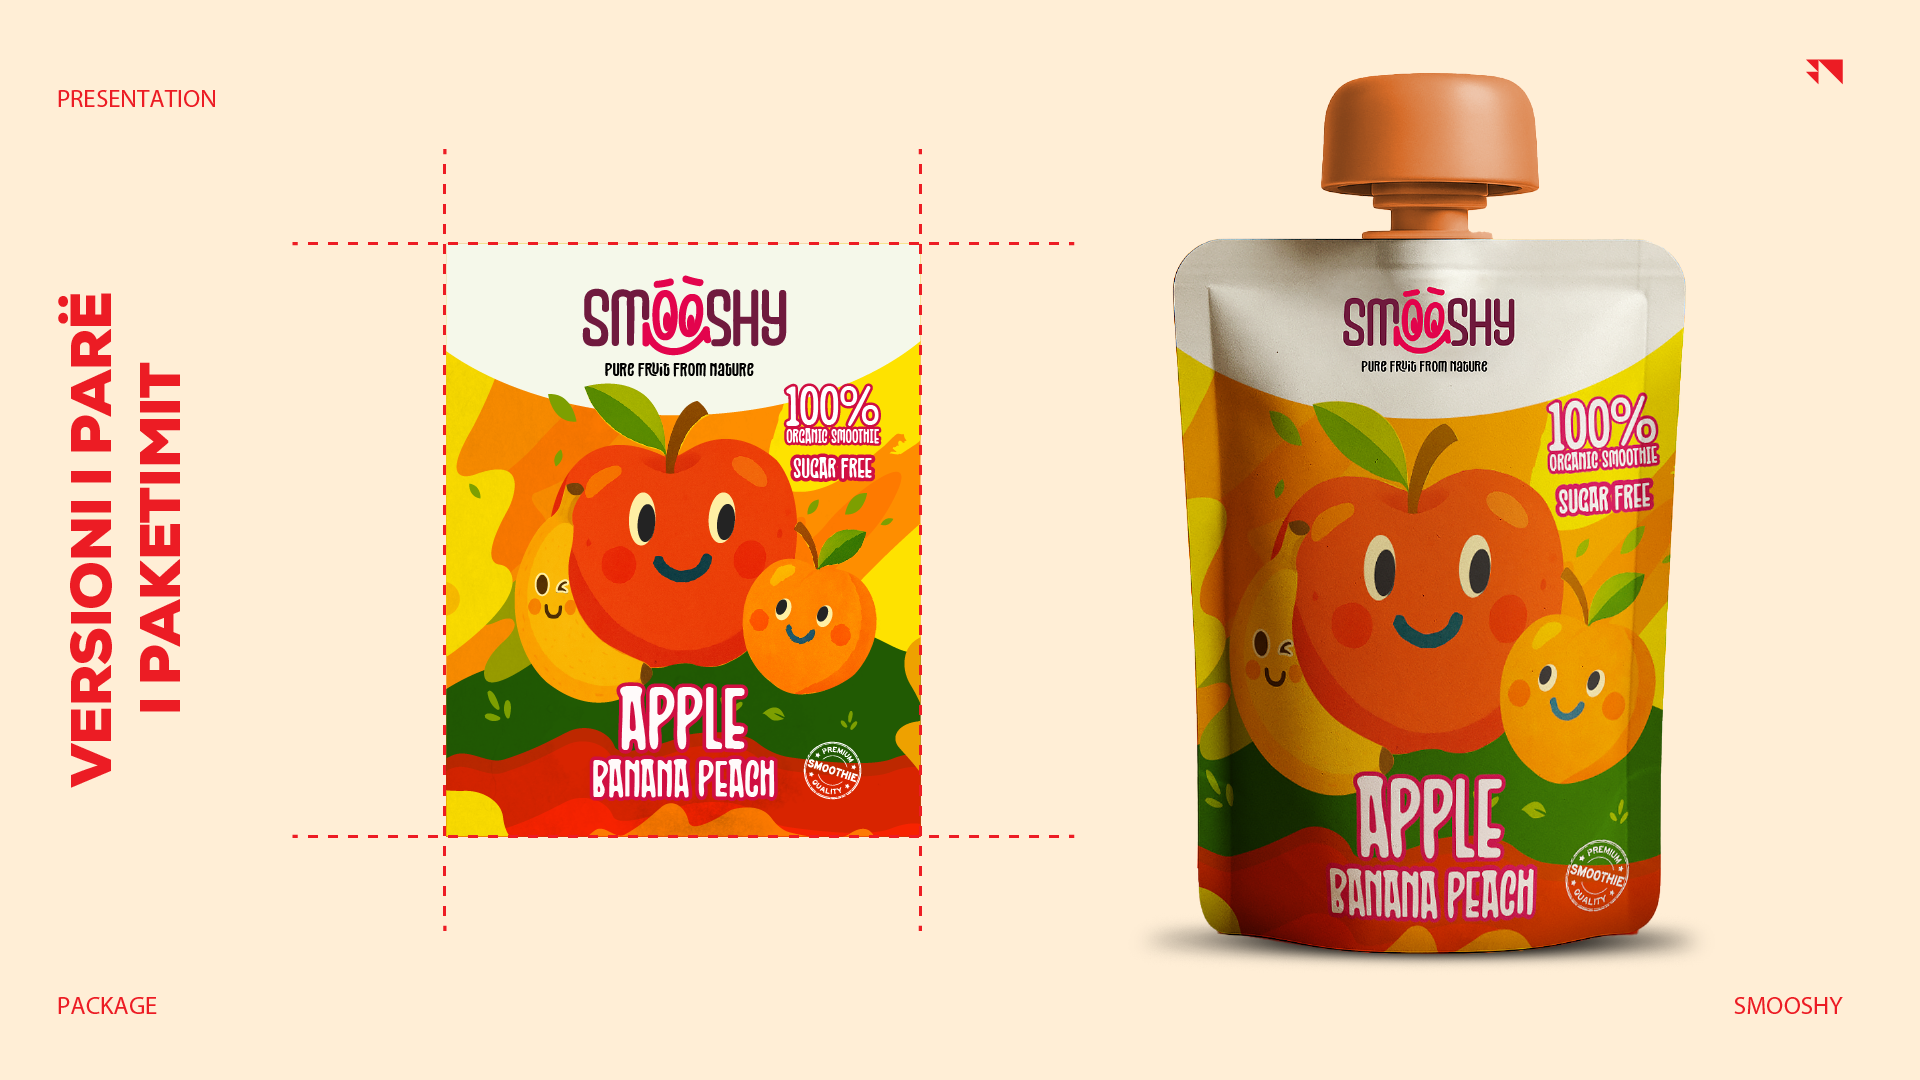 PRESENTATION
VERSIONI I PARË
I PAKETIMIT
SMOOSHY
PURE FRUIT FROM NATURE
100%
ORGANIC SMOOTHIE
SUGAR FREE
APPLE
BANANA PEACH
PREMIUM
SMOOTHIE
QUALITY
SMOOSHY
PURE FRUIT FROM NATURE
100%
ORGANIC SMOOTHIE
SUGAR FREE
APPLE
BANANA PEACH
PREMIUM
SMOOTHIE
QUALITY
PACKAGE
SMOOSHY